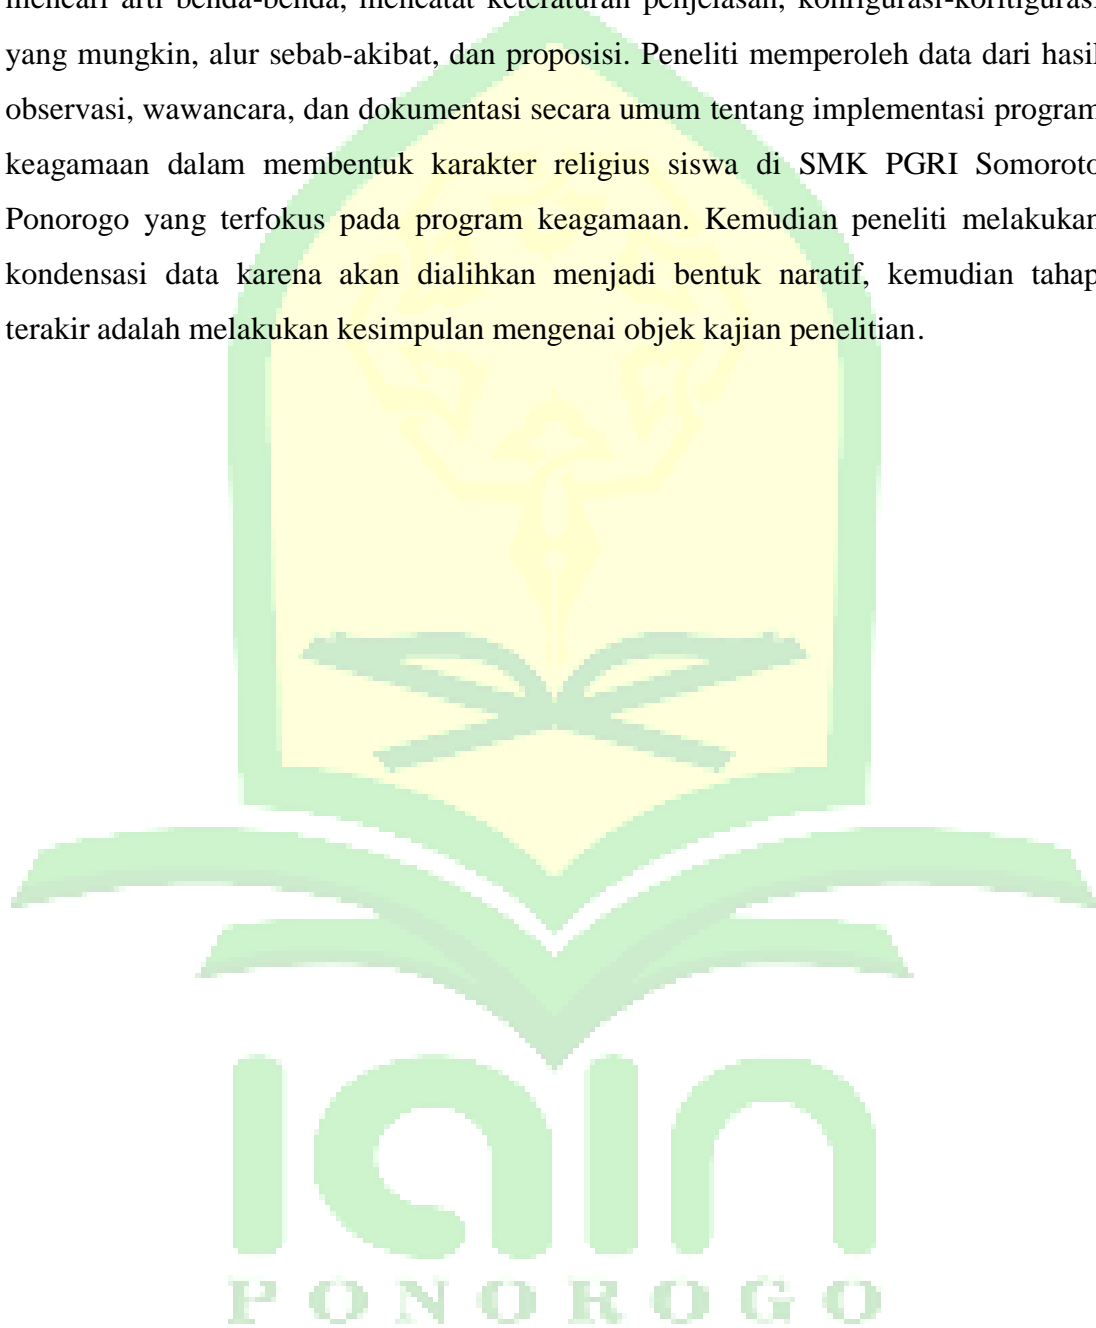 mencari arti benda-benda, mencatat keteraturan penjelasan, konfigurasi-koritigurasi
yang mungkin, alur sebab-akibat, dan proposisi. Peneliti memperoleh data dari hasil
observasi, wawancara, dan dokumentasi secara umum tentang implementasi program
keagamaan dalam membentuk karakter religius siswa di SMK PGRI Somoroto
Ponorogo yang terfokus pada program keagamaan. Kemudian peneliti melakukan
kondensasi data karena akan dialihkan menjadi bentuk naratif, kemudian tahap
terakir adalah melakukan kesimpulan mengenai objek kajian penelitian.
iain
PONOROGO